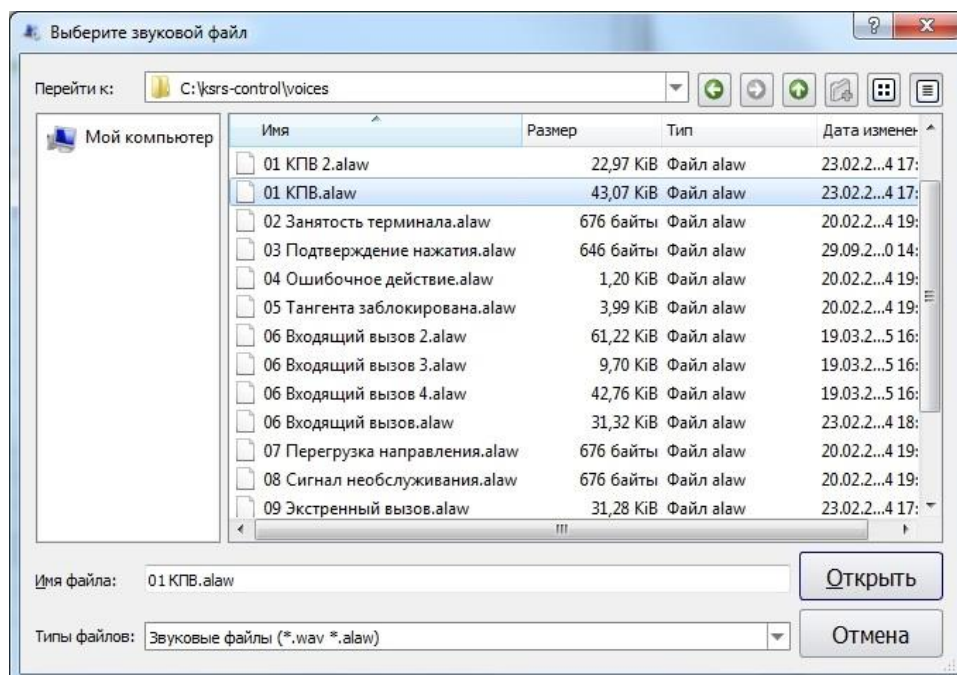 Выберите звуковой файл
Перейти к: C:\ksrs-control\voices
Мой компьютер
Имя Размер Тип Дата изменен
01 КПВ 2.alaw 22,97 KiB Файл alaw 23.02.2...4 17:
01 КПВ.alaw 43,07 KiB Файл alaw 23.02.2...4 17:
02 Занятость терминала.alaw 676 байты Файл alaw 20.02.2...4 19:
03 Подтверждение нажатия.alaw 646 байты Файл alaw 29.09.2...0 14:
04 Ошибочное действие.alaw 1,20 KiB Файл alaw 20.02.2...4 19:
05 Тангента заблокирована.alaw 3,99 KiB Файл alaw 20.02.2...4 19:
06 Входящий вызов 2.alaw 61,22 KiB Файл alaw 19.03.2...5 16:
06 Входящий вызов 3.alaw 9,70 KiB Файл alaw 19.03.2...5 16:
06 Входящий вызов 4.alaw 42,76 KiB Файл alaw 19.03.2...5 16:
06 Входящий вызов.alaw 31,32 KiB Файл alaw 23.02.2...4 18:
07 Перегрузка направления.alaw 676 байты Файл alaw 20.02.2...4 19:
08 Сигнал необслуживания.alaw 676 байты Файл alaw 20.02.2...4 19:
09 Экстренный вызов.alaw 31,28 KiB Файл alaw 23.02.2...4 17:
Имя файла: 01 КПВ.alaw Открыть
Типы файлов: Звуковые файлы (*.wav *.alaw) Отмена